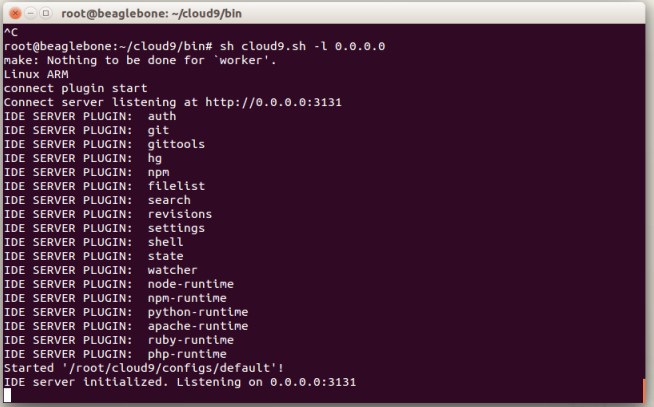 root@beaglebone: ~/cloud9/bin
^C
root@beaglebone:~/cloud9/bin# sh cloud9.sh -l 0.0.0.0
make: Nothing to be done for `worker'.
Linux ARM
connect plugin start
Connect server listening at http://0.0.0.0:3131
IDE SERVER PLUGIN:  auth
IDE SERVER PLUGIN:  git
IDE SERVER PLUGIN:  gittools
IDE SERVER PLUGIN:  hg
IDE SERVER PLUGIN:  npm
IDE SERVER PLUGIN:  filelist
IDE SERVER PLUGIN:  search
IDE SERVER PLUGIN:  revisions
IDE SERVER PLUGIN:  settings
IDE SERVER PLUGIN:  shell
IDE SERVER PLUGIN:  state
IDE SERVER PLUGIN:  watcher
IDE SERVER PLUGIN:  node-runtime
IDE SERVER PLUGIN:  npm-runtime
IDE SERVER PLUGIN:  python-runtime
IDE SERVER PLUGIN:  apache-runtime
IDE SERVER PLUGIN:  ruby-runtime
IDE SERVER PLUGIN:  php-runtime
Started '/root/cloud9/configs/default'!
IDE server initialized. Listening on 0.0.0.0:3131